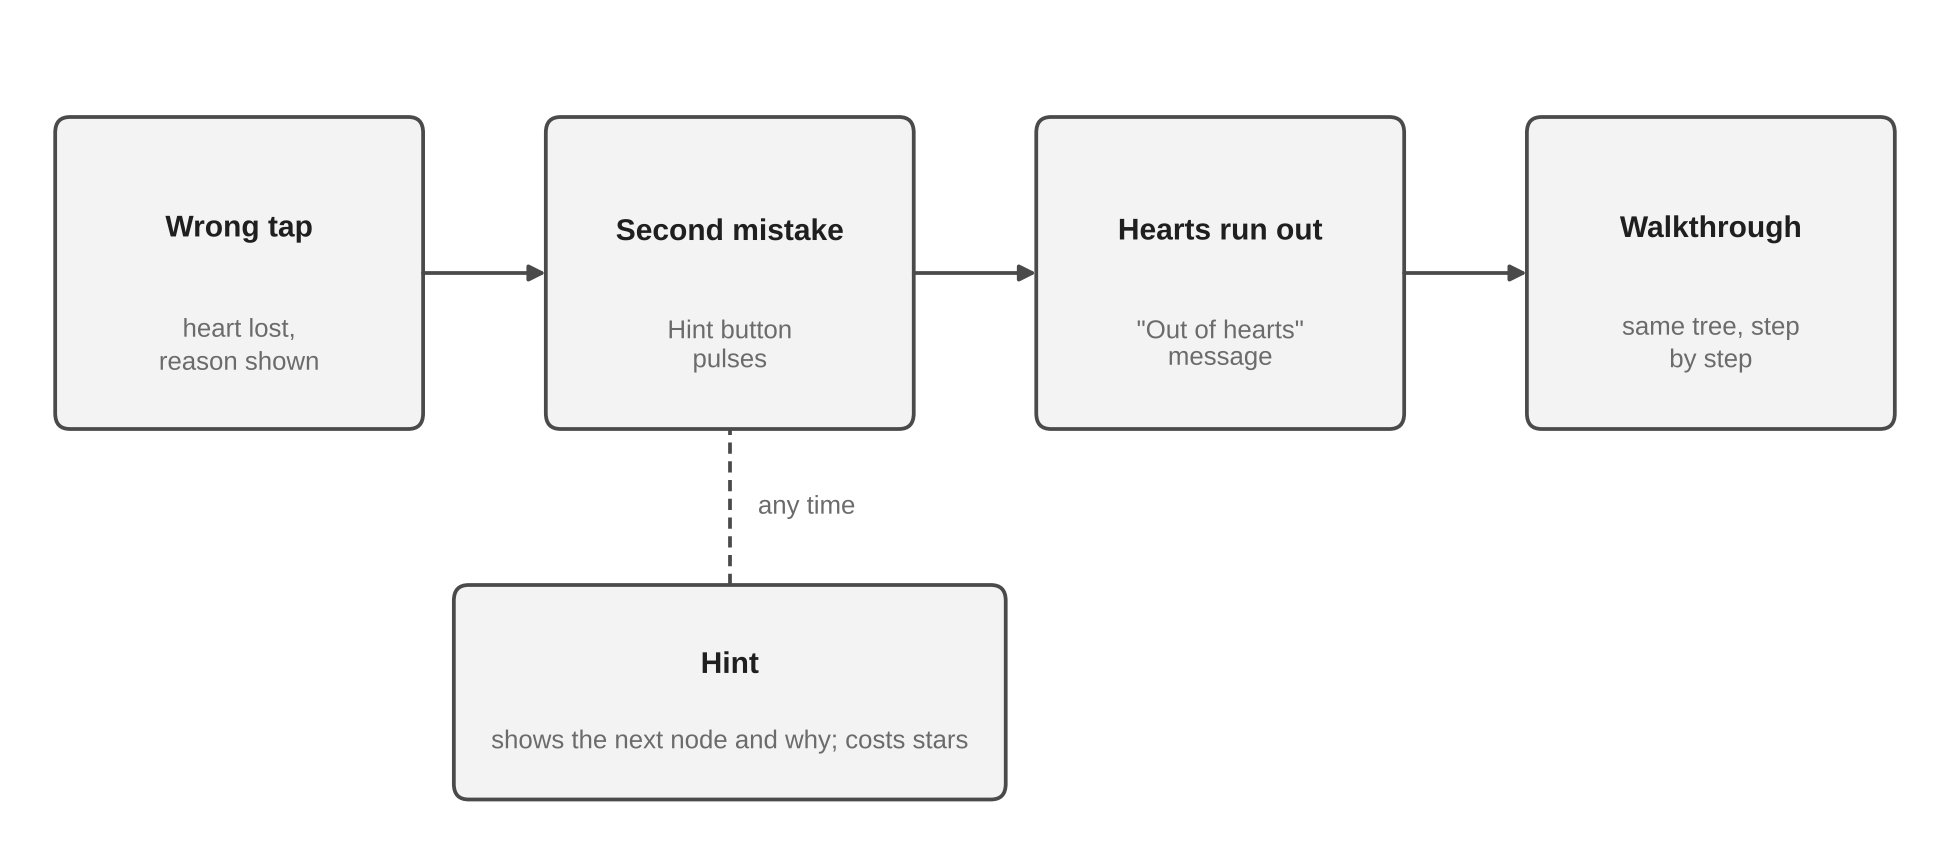 Wrong tap
heart lost,
reason shown
Second mistake
Hint button
pulses
Hearts run out
"Out of hearts"
message
Walkthrough
same tree, step
by step
any time
Hint
shows the next node and why; costs stars